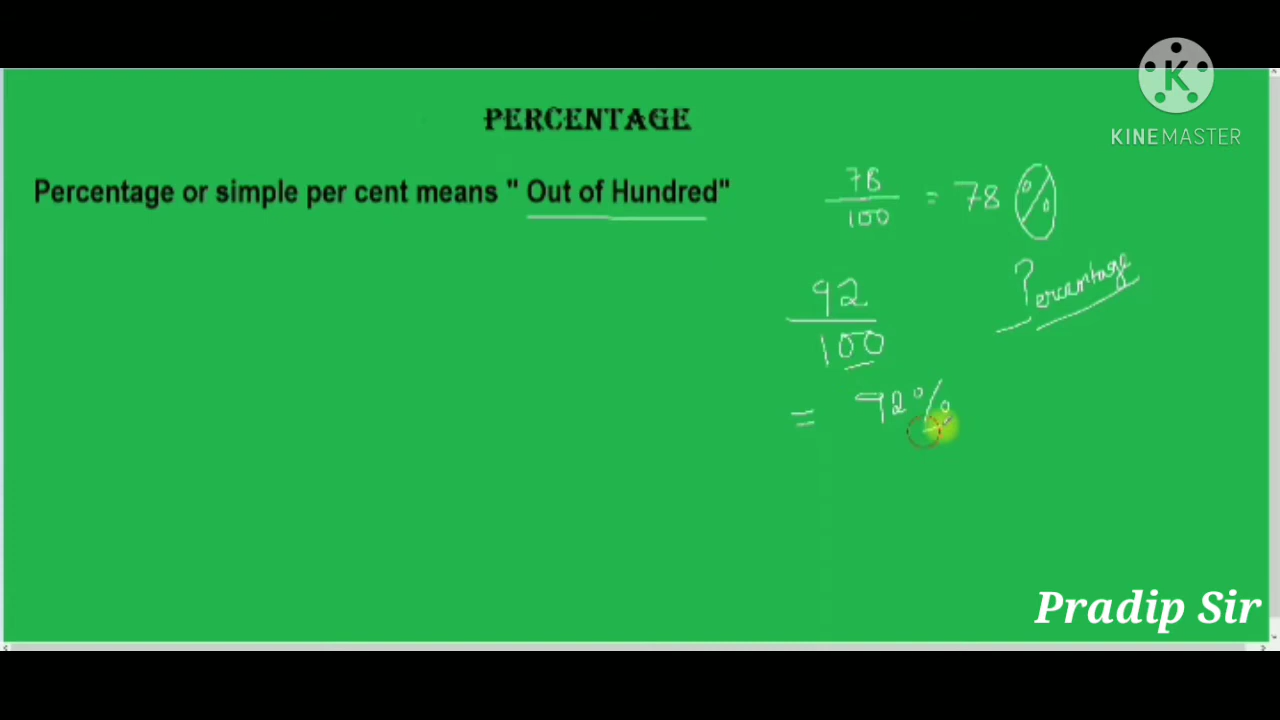 KINEMASTER
PERCENTAGE
Percentage or simple per cent means " Out of Hundred"
78
100
= 78 %
Percentage
92
100
= 92%
Pradip Sir